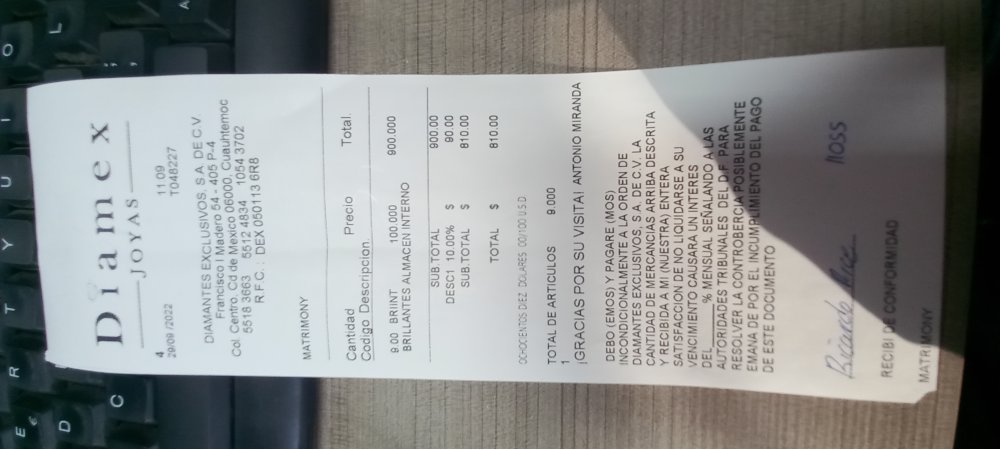 Diamex
JOYAS
4 11:09
29/09 /2022 T048227
DIAMANTES EXCLUSIVOS, S.A. DE C.V.
Francisco I Madero 54 - 405 P-4
Col. Centro, Cd de Mexico 06000, Cuauhtemoc
5518 3663 5512 4834 1054 3702
R.F.C. : DEX 050113 6R8
MATRIMONY
Cantidad Precio Total
Codigo Descripcion
9.00 BRIINT 100.000 900.000
BRILLANTES ALMACEN INTERNO
SUB.TOTAL 900.00
DESC1 10.00% $ 90.00
SUB.TOTAL $ 810.00
TOTAL $ 810.00
OCHOCIENTOS DIEZ DOLARES 00/100 U.S.D.
TOTAL DE ARTICULOS 9.000
1
¡GRACIAS POR SU VISITA! ANTONIO MIRANDA
DEBO (EMOS) Y PAGARE (MOS)
INCONDICIONALMENTE A LA ORDEN DE
DIAMANTES EXCLUSIVOS, S.A. DE C.V. LA
CANTIDAD DE MERCANCIAS ARRIBA DESCRITA
Y RECIBIDA A MI (NUESTRA) ENTERA
SATISFACCION DE NO LIQUIDARSE A SU
VENCIMIENTO CAUSARA UN INTERES
DEL____% MENSUAL SEÑALANDO A LAS
AUTORIDADES TRIBUNALES DEL D.F. PARA
RESOLVER LA CONTROBERCIA POSIBLEMENTE
EMANA DE POR EL INCUMPLIMIENTO DEL PAGO
DE ESTE DOCUMENTO
Ricardo
RECIBI DE CONFORMIDAD
MATRIMONY